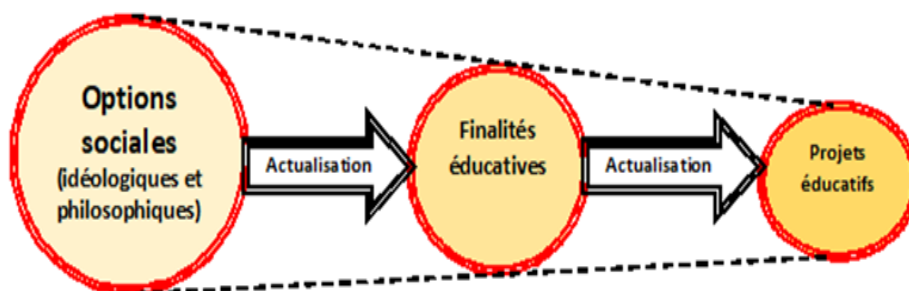 Options
sociales
(idéologiques et
philosophiques)
Actualisation
Finalités
éducatives
Actualisation
Projets
éducatifs